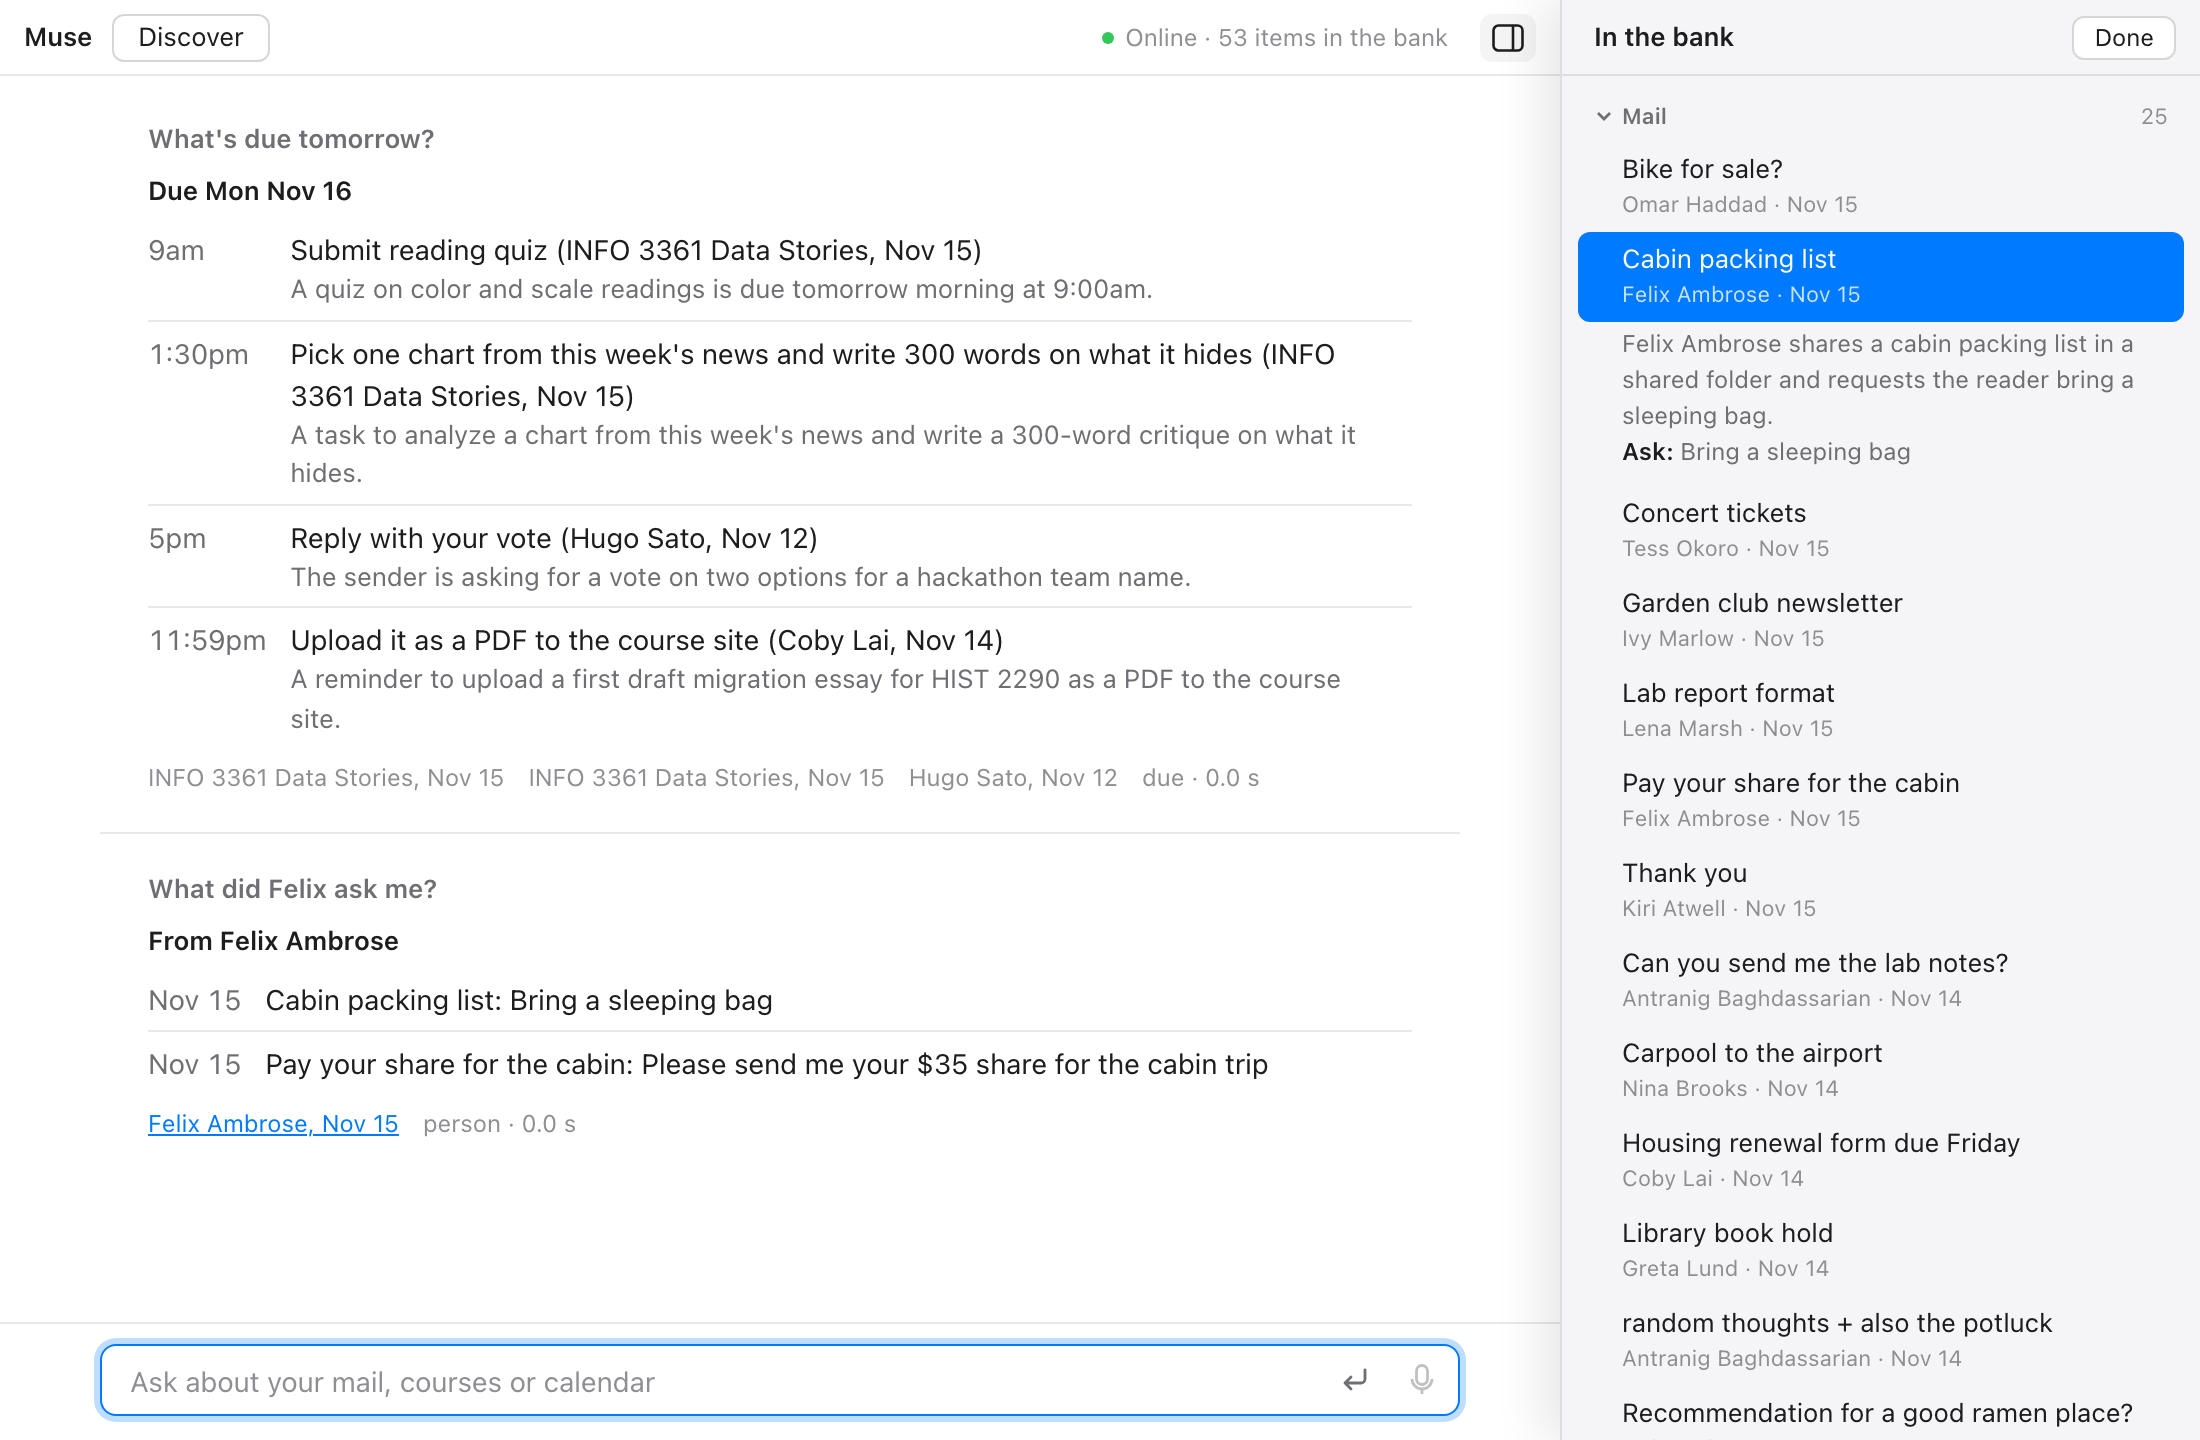 Muse
Discover
Online · 53 items in the bank
What's due tomorrow?
Due Mon Nov 16
9am
Submit reading quiz (INFO 3361 Data Stories, Nov 15)
A quiz on color and scale readings is due tomorrow morning at 9:00am.
1:30pm
Pick one chart from this week's news and write 300 words on what it hides (INFO
3361 Data Stories, Nov 15)
A task to analyze a chart from this week's news and write a 300-word critique on what it
hides.
5pm
Reply with your vote (Hugo Sato, Nov 12)
The sender is asking for a vote on two options for a hackathon team name.
11:59pm
Upload it as a PDF to the course site (Coby Lai, Nov 14)
A reminder to upload a first draft migration essay for HIST 2290 as a PDF to the course
site.
INFO 3361 Data Stories, Nov 15 INFO 3361 Data Stories, Nov 15 Hugo Sato, Nov 12 due · 0.0 s
What did Felix ask me?
From Felix Ambrose
Nov 15 Cabin packing list: Bring a sleeping bag
Nov 15 Pay your share for the cabin: Please send me your $35 share for the cabin trip
Felix Ambrose, Nov 15 person · 0.0 s
Ask about your mail, courses or calendar
In the bank
Done
Mail 25
Bike for sale?
Omar Haddad · Nov 15
Cabin packing list
Felix Ambrose · Nov 15
Felix Ambrose shares a cabin packing list in a
shared folder and requests the reader bring a
sleeping bag.
Ask: Bring a sleeping bag
Concert tickets
Tess Okoro · Nov 15
Garden club newsletter
Ivy Marlow · Nov 15
Lab report format
Lena Marsh · Nov 15
Pay your share for the cabin
Felix Ambrose · Nov 15
Thank you
Kiri Atwell · Nov 15
Can you send me the lab notes?
Antranig Baghdassarian · Nov 14
Carpool to the airport
Nina Brooks · Nov 14
Housing renewal form due Friday
Coby Lai · Nov 14
Library book hold
Greta Lund · Nov 14
random thoughts + also the potluck
Antranig Baghdassarian · Nov 14
Recommendation for a good ramen place?